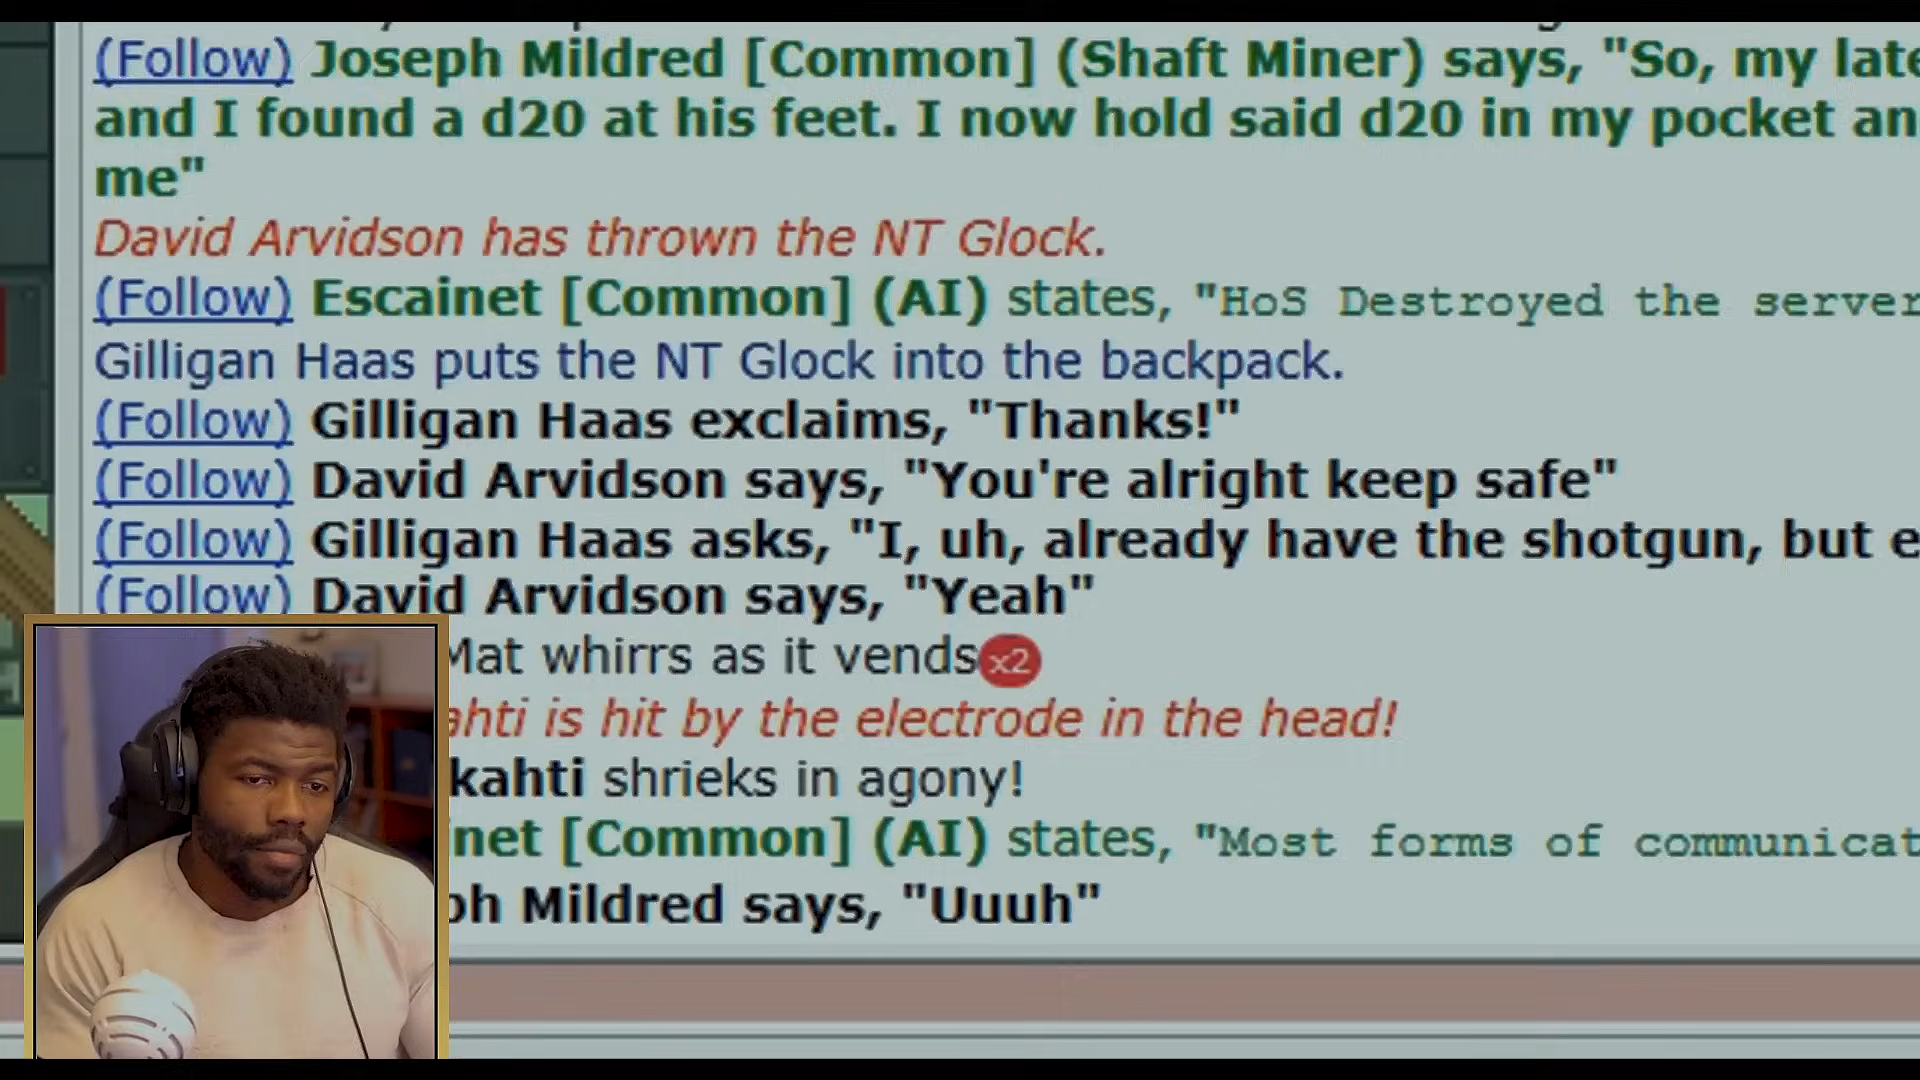 (Follow) Joseph Mildred [Common] (Shaft Miner) says, "So, my
and I found a d20 at his feet. I now hold said d20 in my pocket
me"
David Arvidson has thrown the NT Glock.
(Follow) Escainet [Common] (AI) states, "HoS Destroyed the server
Gilligan Haas puts the NT Glock into the backpack.
(Follow) Gilligan Haas exclaims, "Thanks!"
(Follow) David Arvidson says, "You're alright keep safe"
(Follow) Gilligan Haas asks, "I, uh, already have the shotgun, but
(Follow) David Arvidson says, "Yeah"
Mat whirrs as it vends x2
ahti is hit by the electrode in the head!
kahti shrieks in agony!
inet [Common] (AI) states, "Most forms of communicat
ph Mildred says, "Uuuh"